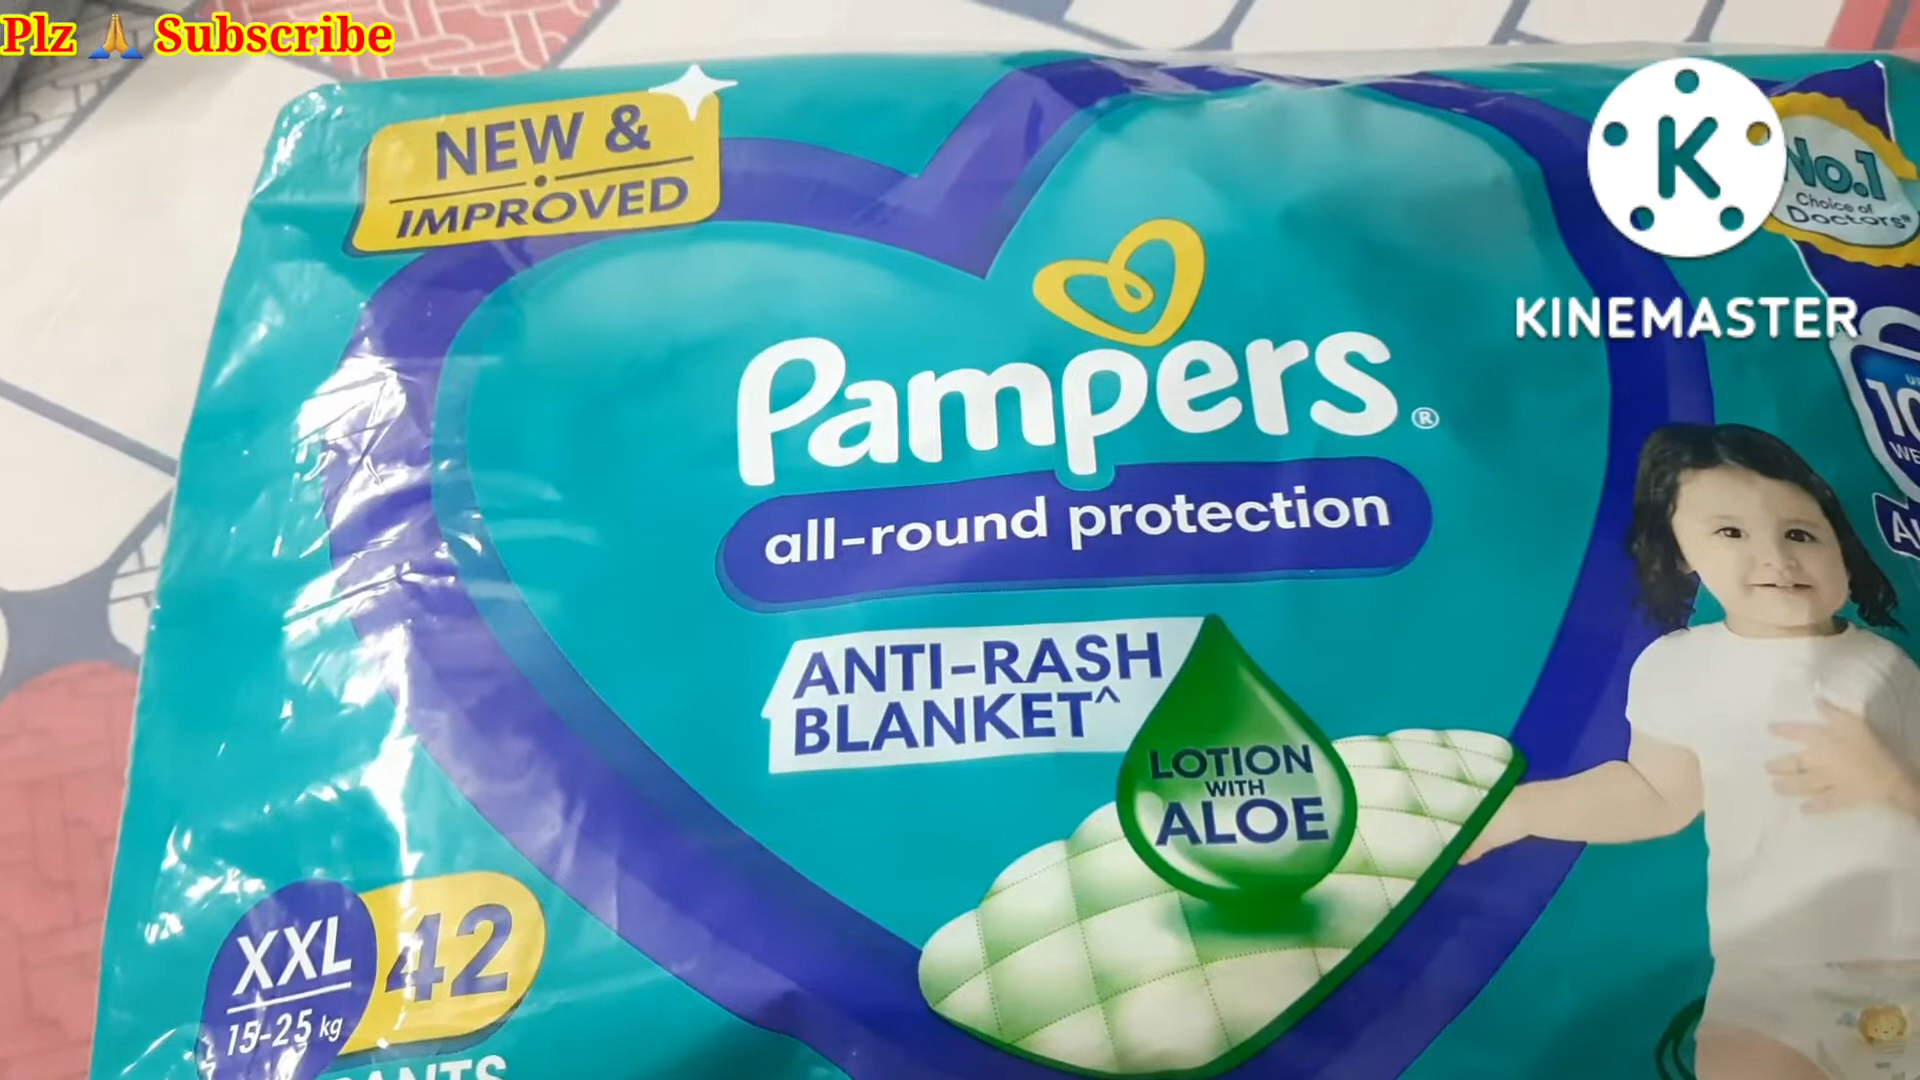 Plz 🙏 Subscribe
NEW &
IMPROVED
No.1
Choice of
Doctors
KINEMASTER
Pampers®
all-round protection
ANTI-RASH
BLANKET^
LOTION
WITH
ALOE
XXL
15-25 kg
42